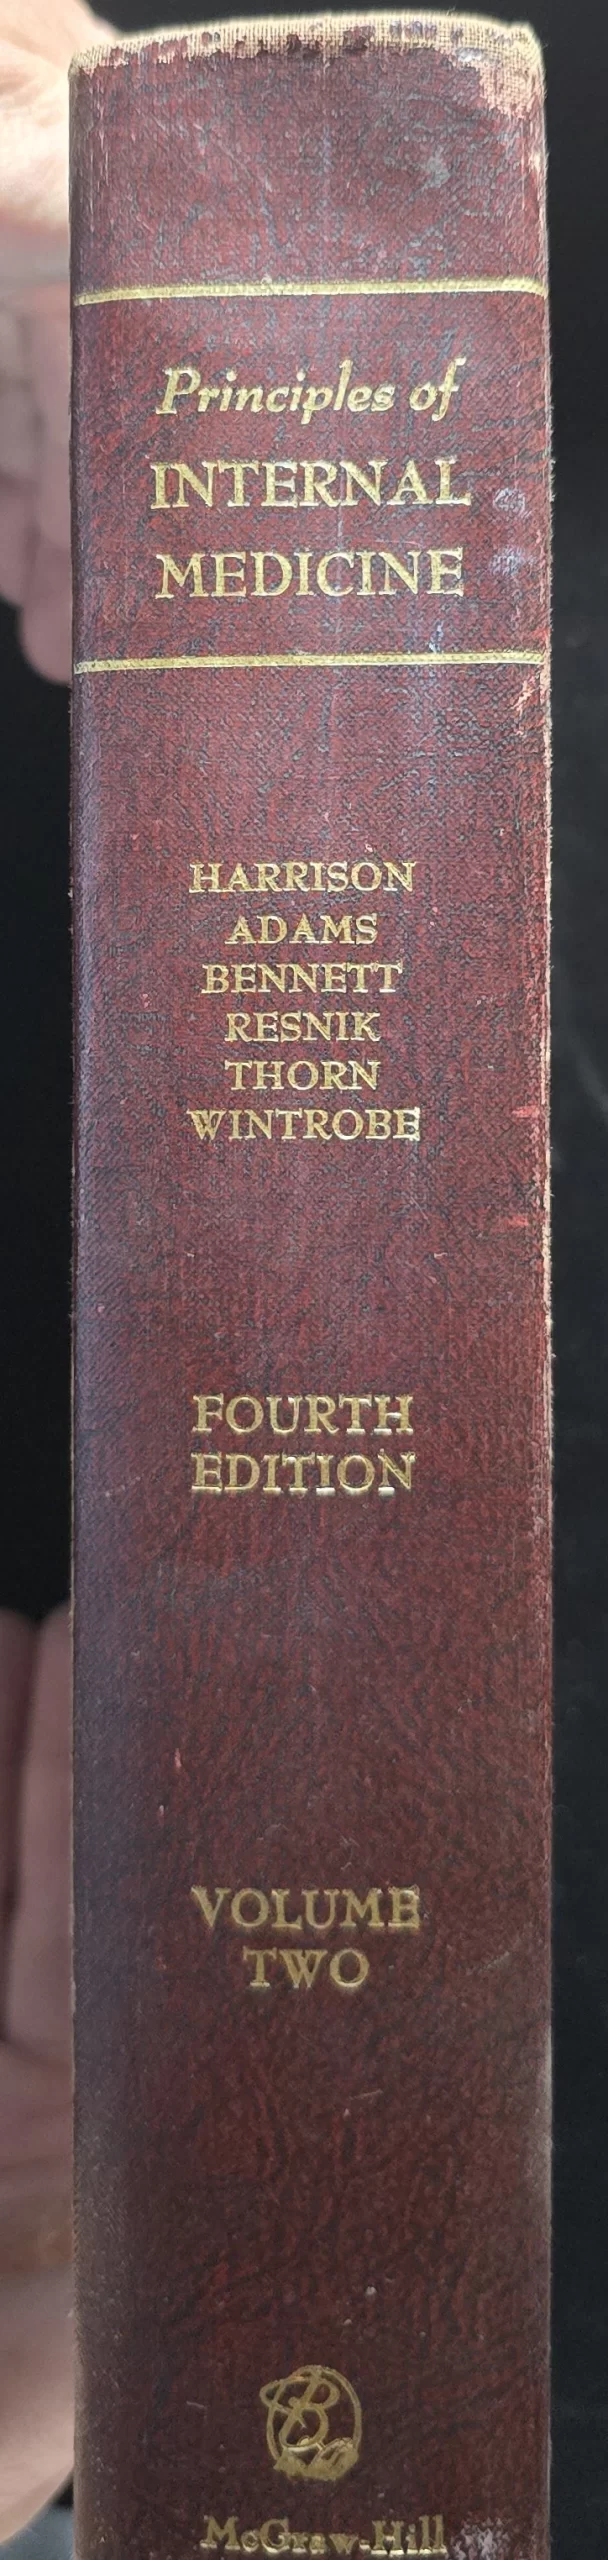 Principles of
INTERNAL
MEDICINE
HARRISON
ADAMS
BENNETT
RESNIK
THORN
WINTROBE
FOURTH
EDITION
VOLUME
TWO
B
McGraw-Hill